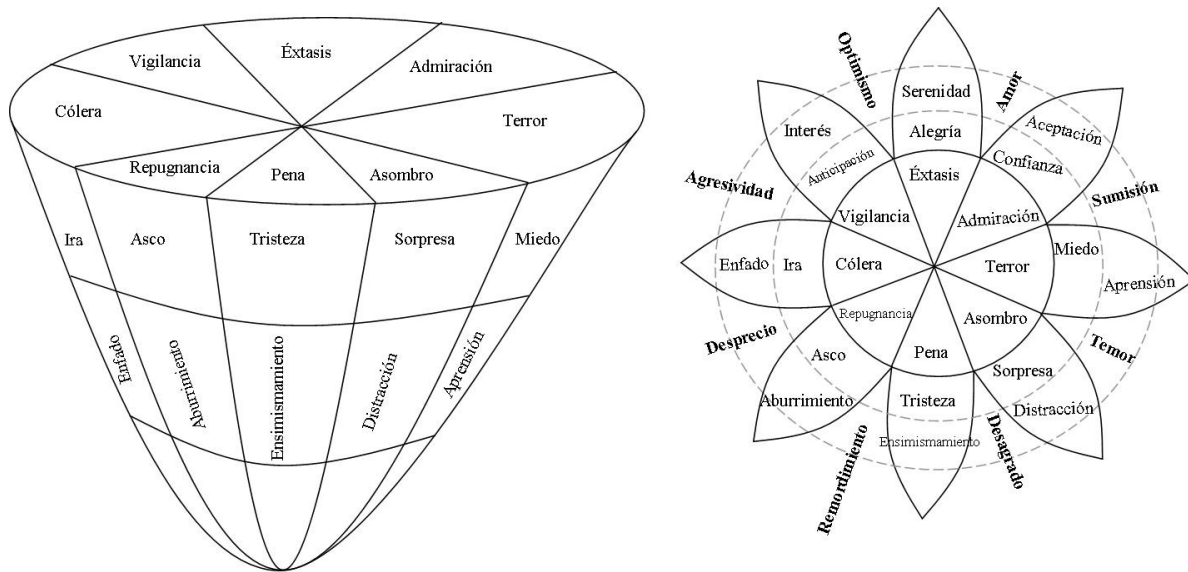 Vigilancia
Éxtasis
Admiración
Cólera
Terror
Repugnancia
Pena
Asombro
Ira
Asco
Tristeza
Sorpresa
Miedo
Enfado
Aburrimiento
Ensimismamiento
Distracción
Aprensión
Optimismo
Serenidad
Amor
Interés
Alegría
Aceptación
Anticipación
Éxtasis
Confianza
Agresividad
Vigilancia
Admiración
Sumisión
Enfado
Ira
Cólera
Terror
Miedo
Aprensión
Repugnancia
Asombro
Desprecio
Asco
Pena
Sorpresa
Temor
Aburrimiento
Tristeza
Distracción
Remordimiento
Ensimismamiento
Desagrado